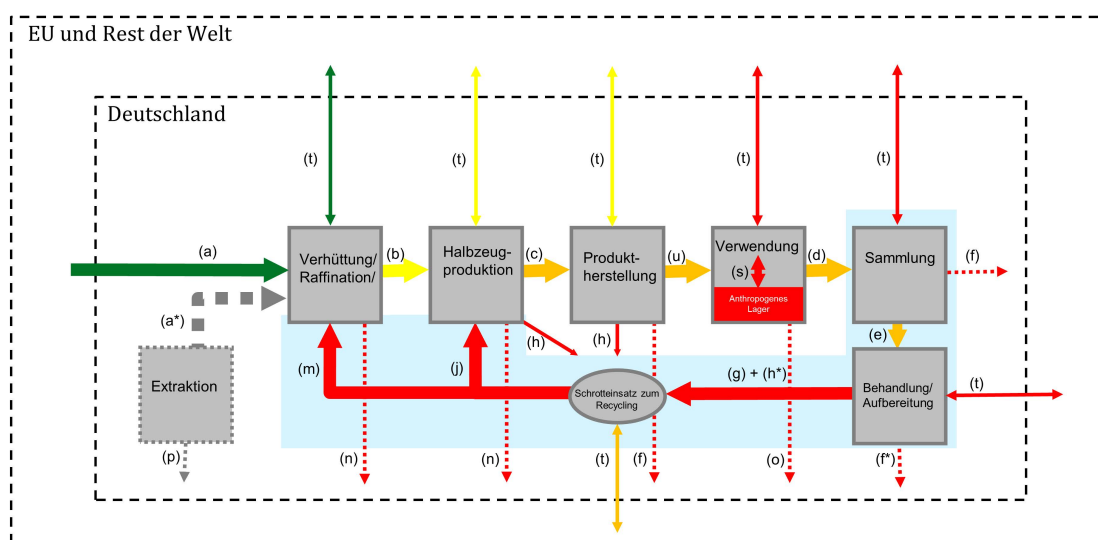 EU und Rest der Welt
Deutschland
(t)
(t)
(t)
(t)
(t)
(a)
Verhüttung/
Raffination/
(b)
Halbzeug-
produktion
(c)
Produkt-
herstellung
(u)
Verwendung
(s)
Anthropogenes
Lager
(d)
Sammlung
(f)
(a*)
(h)
(h)
(e)
Extraktion
(m)
(j)
Schrotteinsatz zum
Recycling
(g) + (h*)
Behandlung/
Aufbereitung
(t)
(p)
(n)
(n)
(t)
(f)
(o)
(f*)